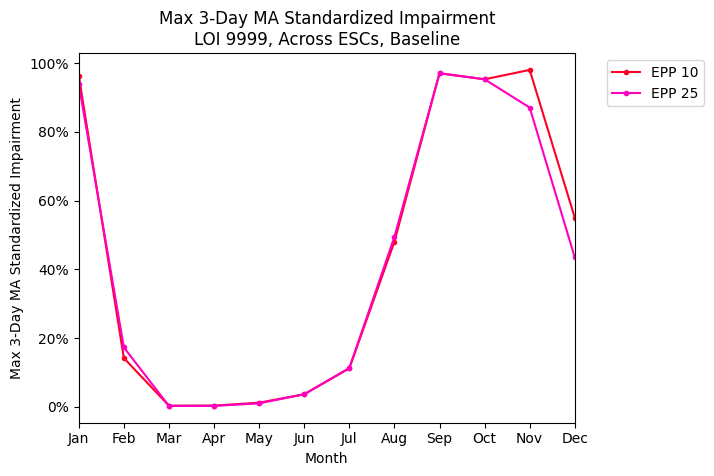 Max 3-Day MA Standardized Impairment
LOI 9999, Across ESCs, Baseline
EPP 10
EPP 25
Max 3-Day MA Standardized Impairment
100%
80%
60%
40%
20%
0%
Jan Feb Mar Apr May Jun Jul Aug Sep Oct Nov Dec
Month